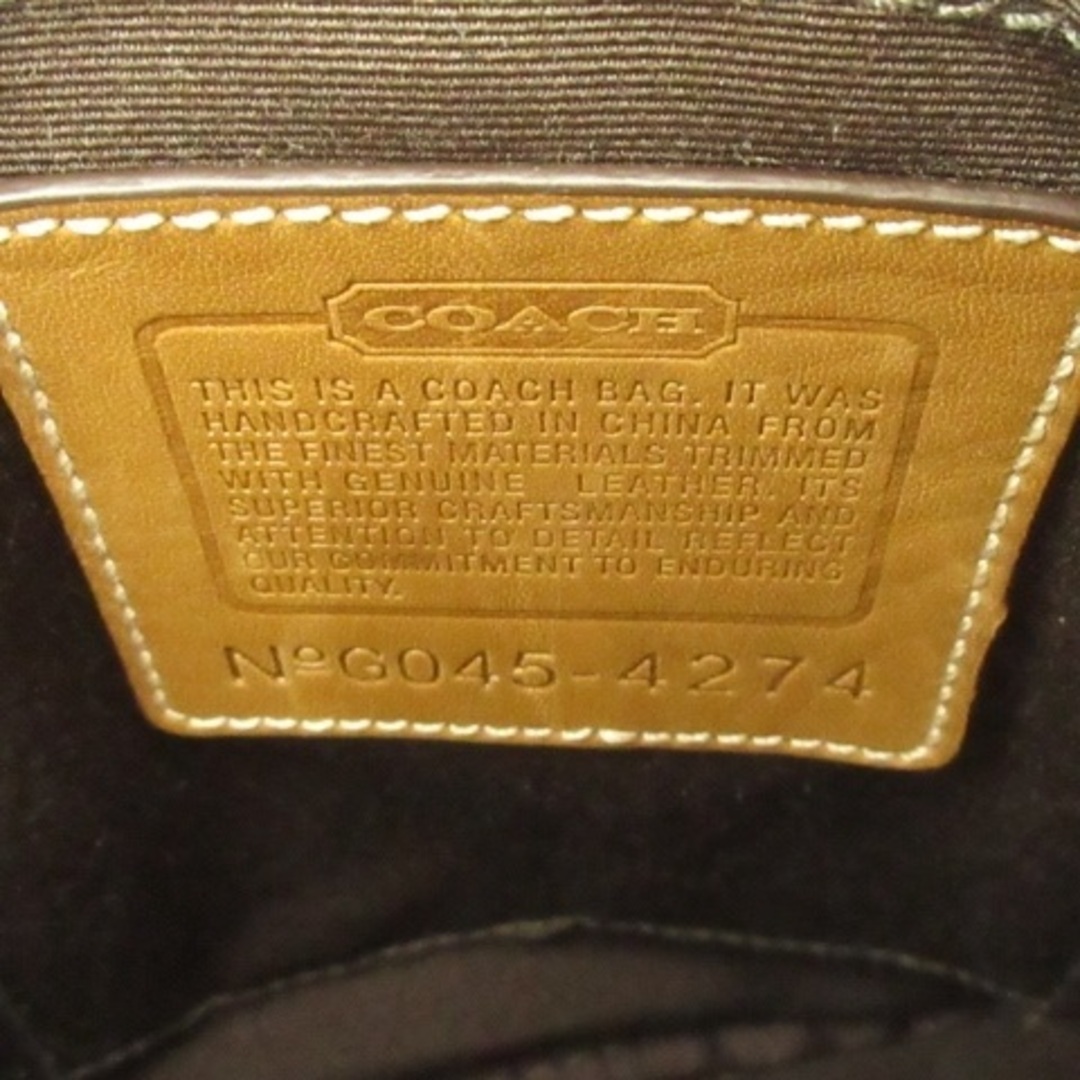 COACH
THIS IS A COACH BAG. IT WAS
HANDCRAFTED IN CHINA FROM
THE FINEST MATERIALS TRIMMED
WITH GENUINE LEATHER. ITS
SUPERIOR CRAFTSMANSHIP AND
ATTENTION TO DETAIL REFLECT
OUR COMMITMENT TO ENDURING
QUALITY.
NºG045-4274